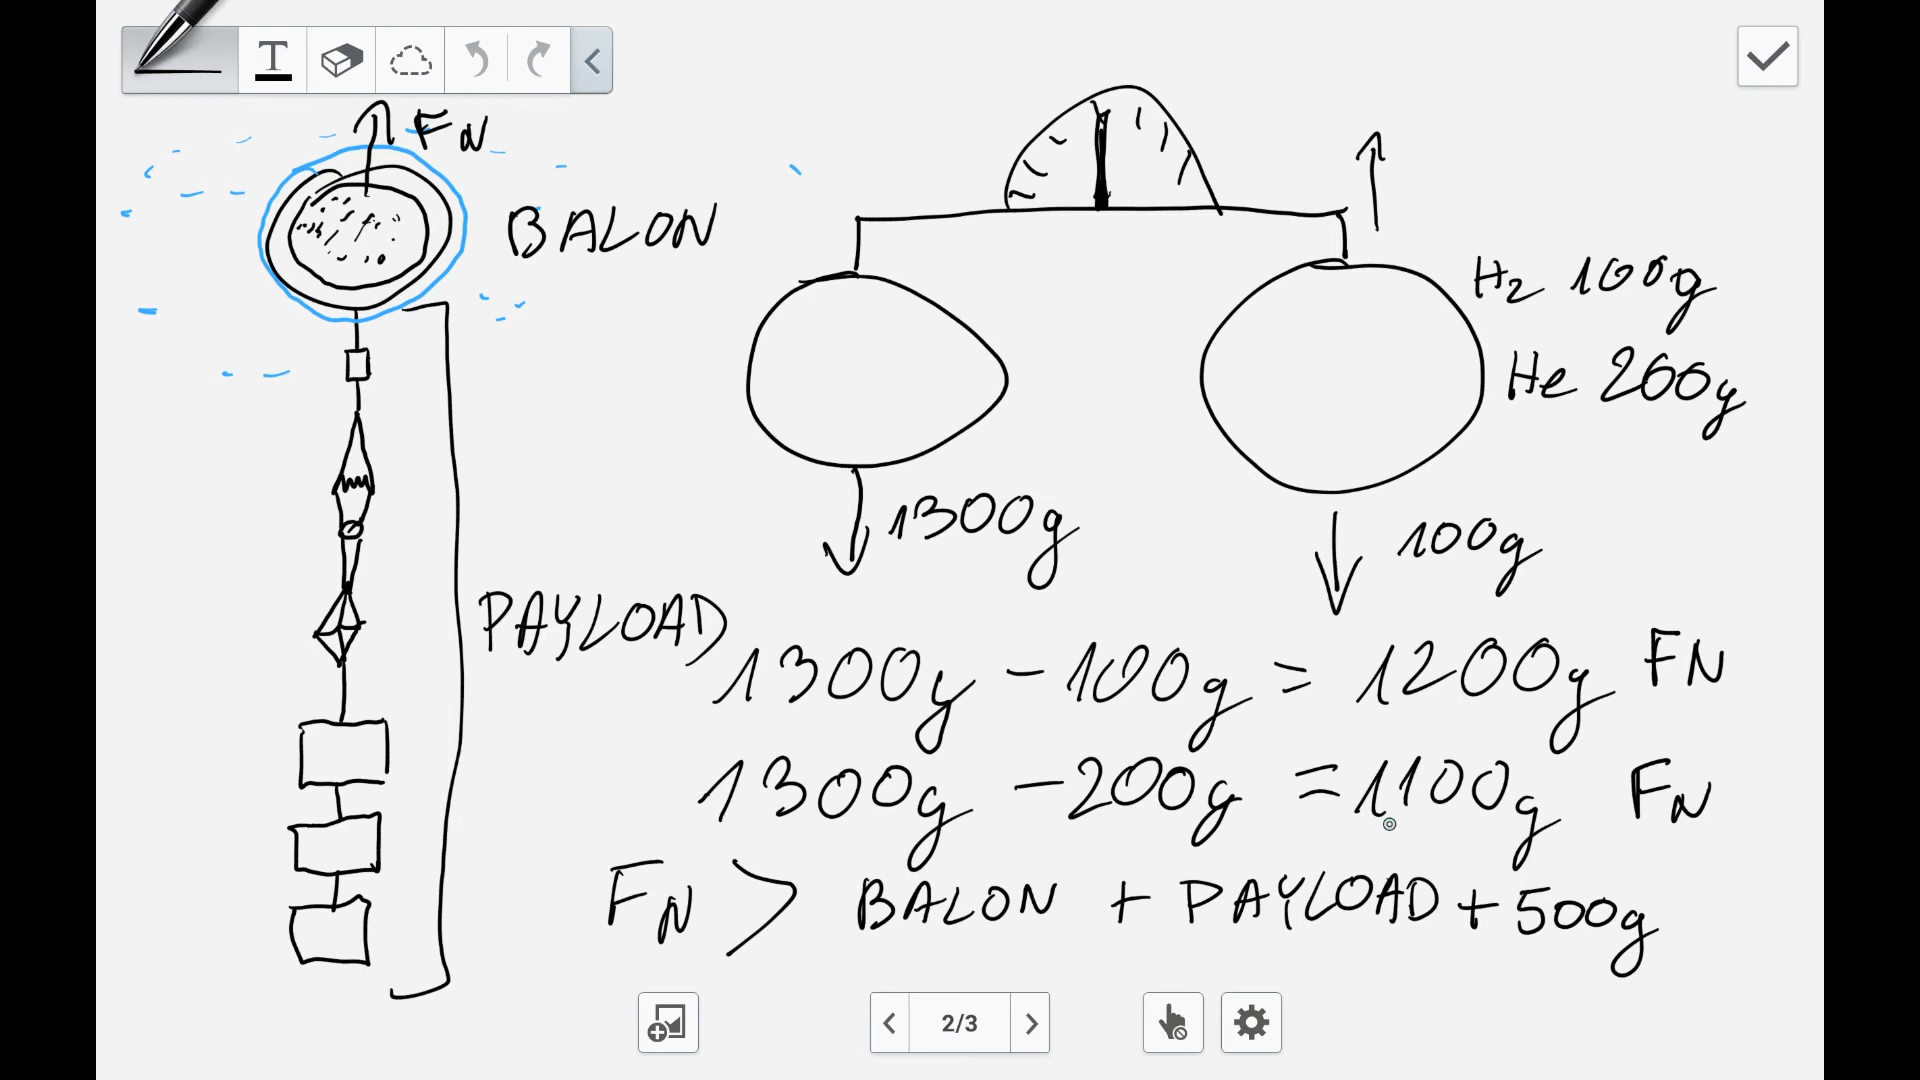 T
FN
BALON
H2 100g
He 200g
1300g
100g
PAYLOAD
1300g - 100g = 1200g FN
1300g - 200g = 1100g FN
FN > BALON + PAYLOAD + 500g
2/3